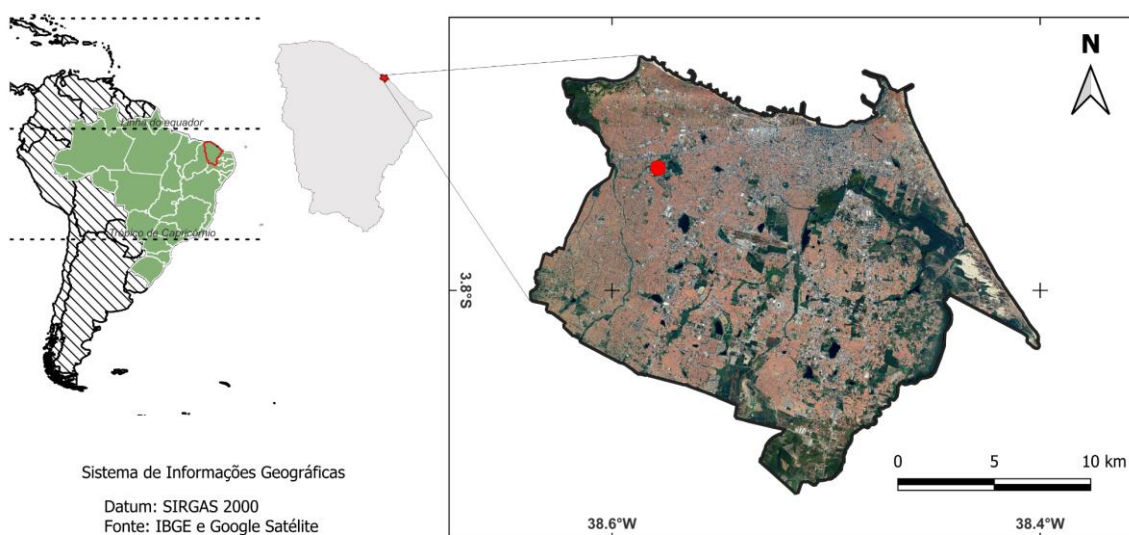 Linha do equador
Trópico de Capricórnio
N
3.8°S
0 5 10 km
38.6°W 38.4°W
Sistema de Informações Geográficas
Datum: SIRGAS 2000
Fonte: IBGE e Google Satélite